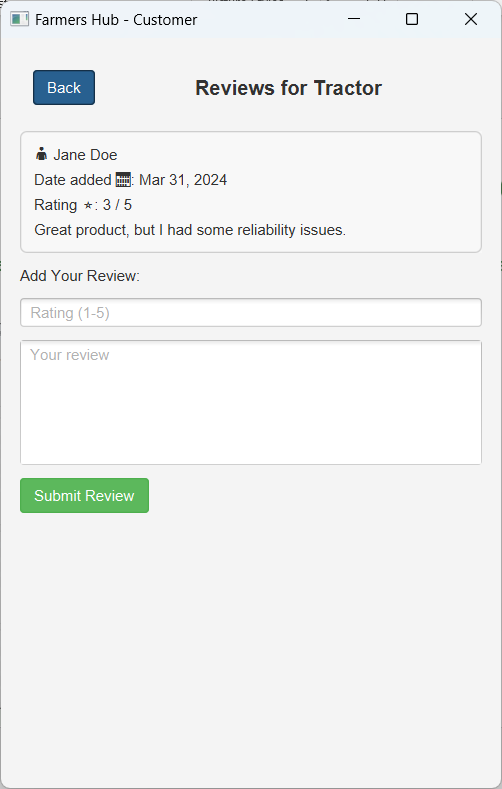 Farmers Hub - Customer
Back
Reviews for Tractor
Jane Doe
Date added 📅: Mar 31, 2024
Rating ⭐: 3 / 5
Great product, but I had some reliability issues.
Add Your Review:
Rating (1-5)
Your review
Submit Review